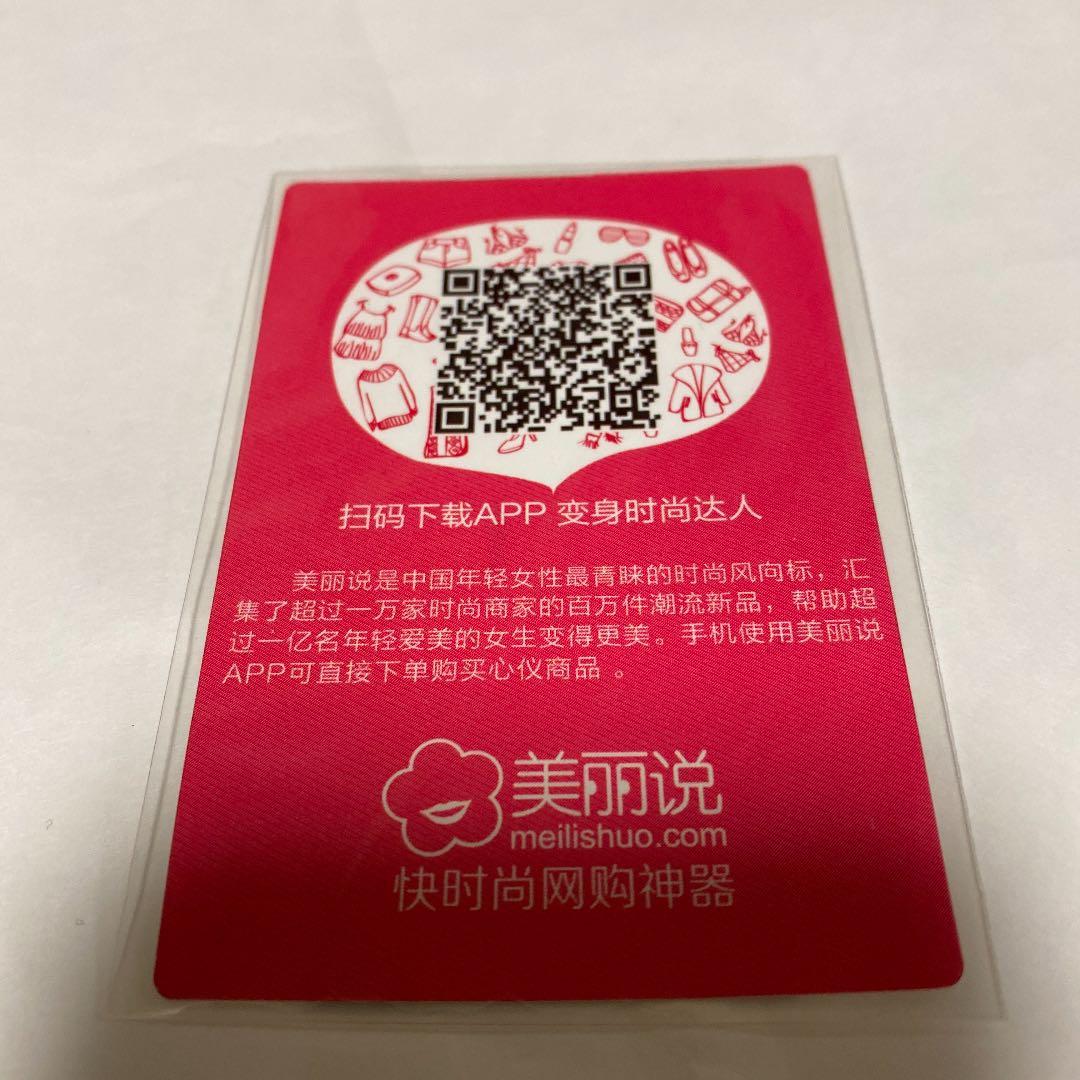 扫码下载APP 变身时尚达人
美丽说是中国年轻女性最青睐的时尚风向标，汇
集了超过一万家时尚商家的百万件潮流新品，帮助超
过一亿名年轻爱美的女生变得更美。手机使用美丽说
APP可直接下单购买心仪商品 。
美丽说
meilishuo.com
快时尚网购神器